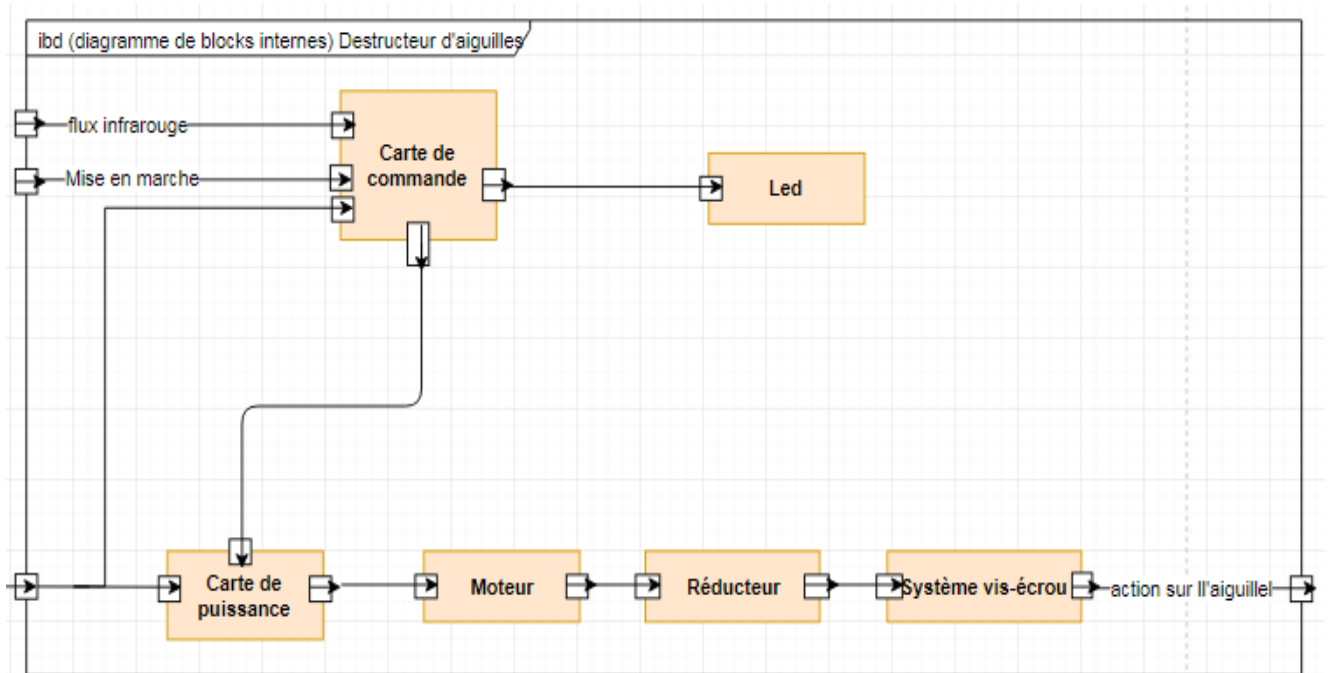 ibd (diagramme de blocks internes) Destructeur d'aiguilles
flux infrarouge
Mise en marche
Carte de
commande
Led
Carte de
puissance
Moteur
Réducteur
Système vis-écrou
action sur ll'aiguillel